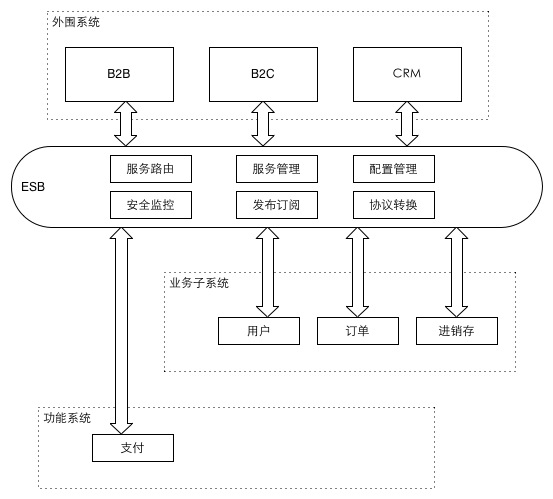 外围系统
B2B
B2C
CRM
ESB
服务路由
服务管理
配置管理
安全监控
发布订阅
协议转换
业务子系统
用户
订单
进销存
功能系统
支付